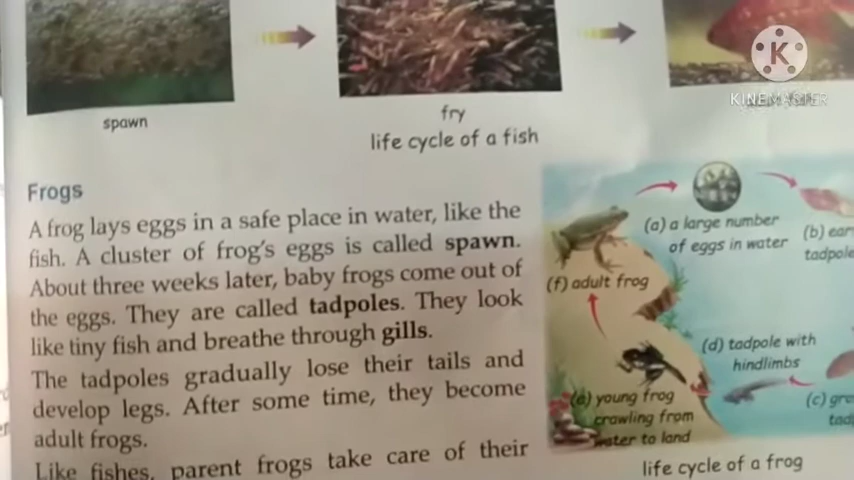 K
KINEMASTER
spawn
fry
life cycle of a fish
Frogs
A frog lays eggs in a safe place in water, like the
fish. A cluster of frog's eggs is called spawn.
About three weeks later, baby frogs come out of
the eggs. They are called tadpoles. They look
like tiny fish and breathe through gills.
The tadpoles gradually lose their tails and
develop legs. After some time, they become
adult frogs.
Like fishes, parent frogs take care of their
(a) a large number
of eggs in water
(b) ear
tadpole
(f) adult frog
(d) tadpole with
hindlimbs
(e) young frog
crawling from
water to land
(c) gro
tad
life cycle of a frog